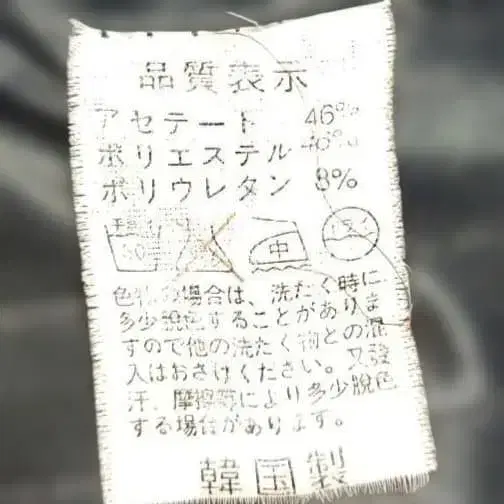 品質表示
アセテート 46%
ポリエステル 46%
ポリウレタン 8%
中
色物の場合は、洗たく時に
多少脱色することがありま
すので他の洗たく物との混
入はおさけください。又発
汗、摩擦等により多少脱色
する場合があります。
韓国製